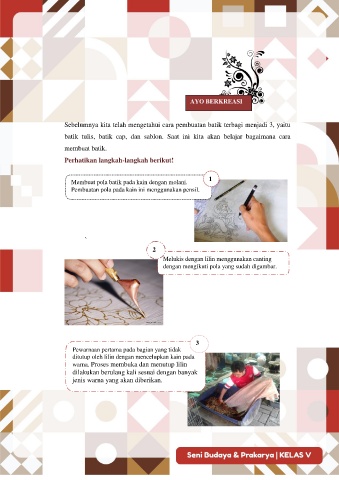 AYO BERKREASI
Sebelumnya kita telah mengetahui cara pembuatan batik terbagi menjadi 3, yaitu
batik tulis, batik cap, dan sablon. Saat ini kita akan belajar bagaimana cara
membuat batik.
Perhatikan langkah-langkah berikut!
1
Membuat pola batik pada kain dengan molani.
Pembuatan pola pada kain ini menggunakan pensil.
2
Melukis dengan lilin menggunakan canting
dengan mengikuti pola yang sudah digambar.
3
Pewarnaan pertama pada bagian yang tidak
ditutup oleh lilin dengan mencelupkan kain pada
warna. Proses membuka dan menutup lilin
dilakukan berulang kali sesuai dengan banyak
jenis warna yang akan diberikan.
Seni Budaya & Prakarya | KELAS V